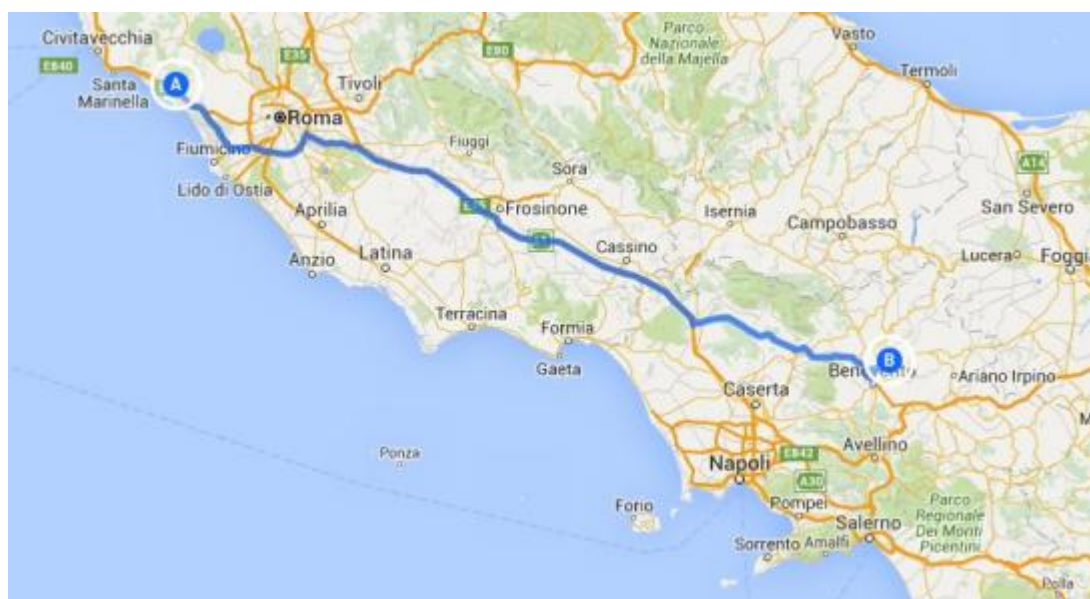 Civitavecchia
E840
Santa
Marinella
A
E35
Tivoli
Roma
Fiumicino
Lido di Ostia
E80
Parco
Nazionale
della Majella
Vasto
Termoli
A14
San Severo
Fiuggi
Sora
Frosinone
Aprilia
Latina
Anzio
Isernia
Campobasso
Lucera
Foggia
Cassino
Terracina
Formia
Gaeta
B
Ariano Irpino
Caserta
Avellino
Napoli
E842
A30
Ponza
Forio
Pompei
Salerno
Sorrento
Amalfi
Parco
Regionale
Dei Monti
Picentini
Polla
M